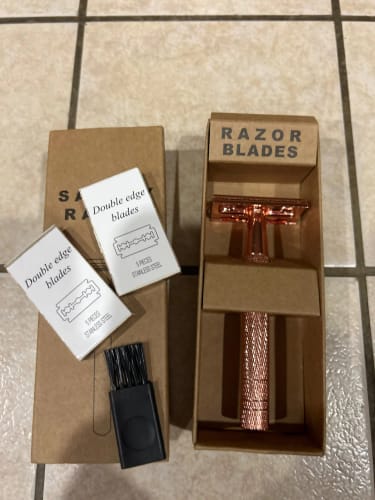 RAZOR
BLADES
Double edge
blades
5 PIECES
STAINLESS STEEL
Double edge
blades
5 PIECES
STAINLESS STEEL